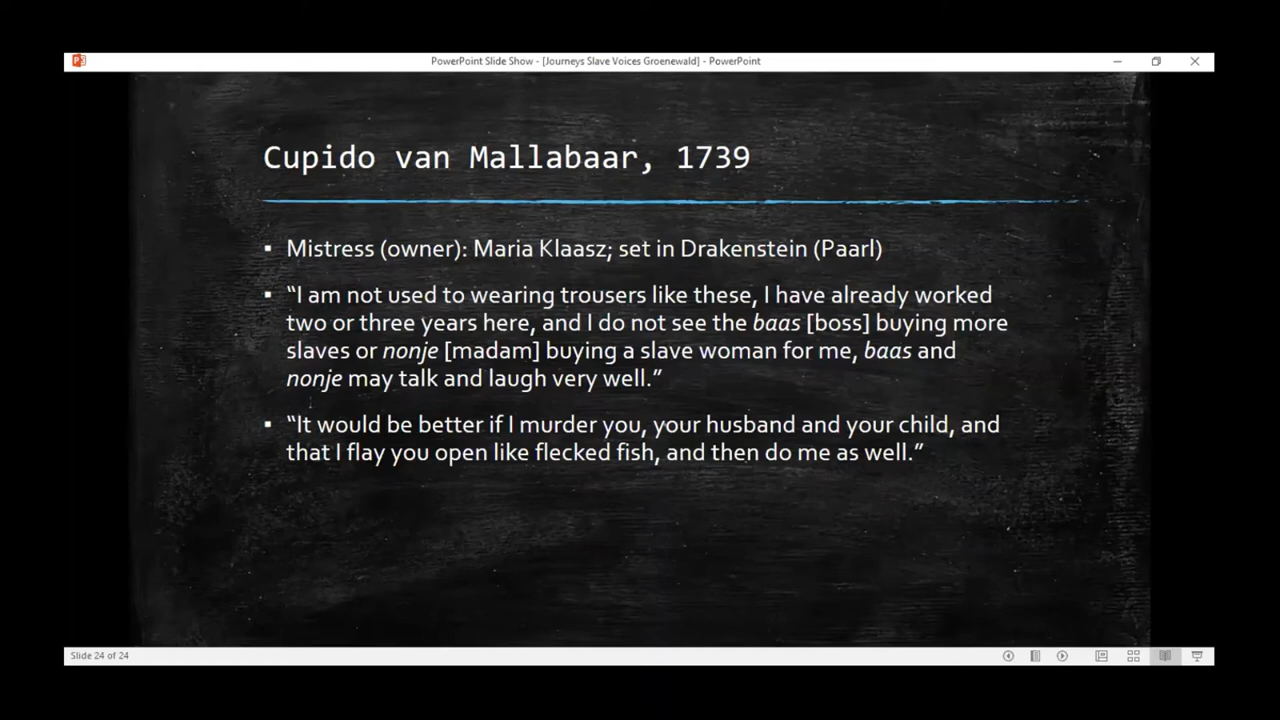 PowerPoint Slide Show - [Journeys Slave Voices Groenewald] - PowerPoint
Cupido van Mallabaar, 1739
▪ Mistress (owner): Maria Klaasz; set in Drakenstein (Paarl)
▪ “I am not used to wearing trousers like these, I have already worked
two or three years here, and I do not see the baas [boss] buying more
slaves or nonje [madam] buying a slave woman for me, baas and
nonje may talk and laugh very well.”
▪ “It would be better if I murder you, your husband and your child, and
that I flay you open like flecked fish, and then do me as well.”
Slide 24 of 24